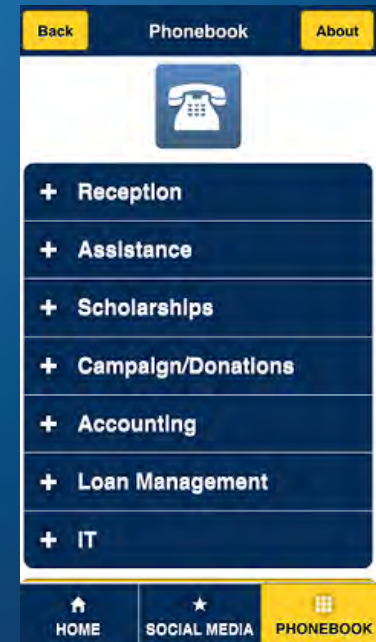 Back Phonebook About
+ Reception
+ Assistance
+ Scholarships
+ Campaign/Donations
+ Accounting
+ Loan Management
+ IT
HOME SOCIAL MEDIA PHONEBOOK